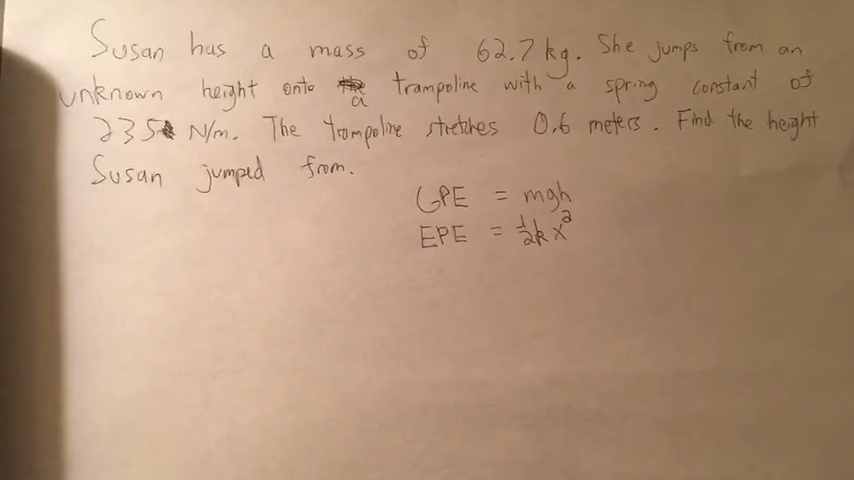 Susan has a mass of 62.7 kg. She jumps from an
unknown height onto a trampoline with a spring constant of
235 N/m. The trampoline stretches 0.6 meters. Find the height
Susan jumped from.
GPE = mgh
EPE = ½kx²